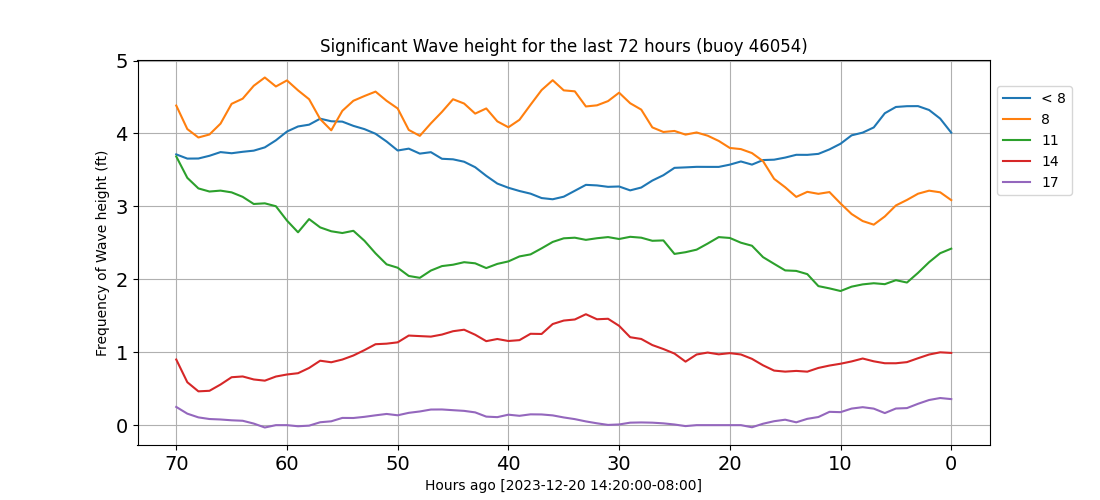 Significant Wave height for the last 72 hours (buoy 46054)
5
4
3
2
1
0
Frequency of Wave height (ft)
70 60 50 40 30 20 10 0
Hours ago [2023-12-20 14:20:00-08:00]
< 8
8
11
14
17